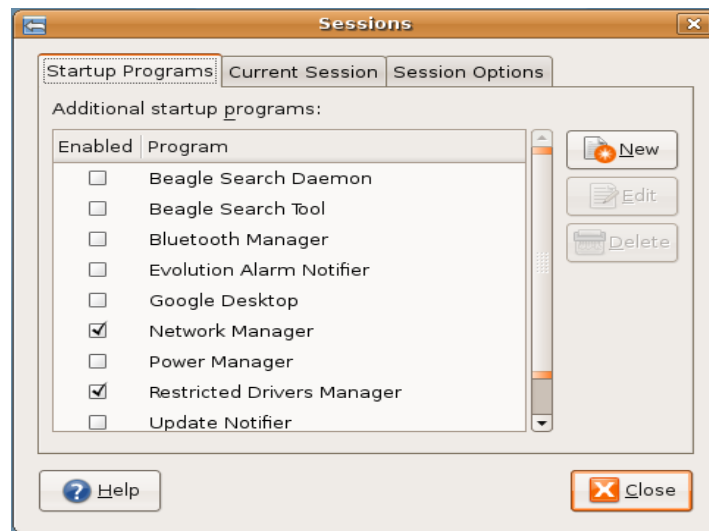 Sessions
Startup Programs Current Session Session Options
Additional startup programs:
Enabled Program
New
Beagle Search Daemon
Edit
Beagle Search Tool
Delete
Bluetooth Manager
Evolution Alarm Notifier
Google Desktop
Network Manager
Power Manager
Restricted Drivers Manager
Update Notifier
Help Close